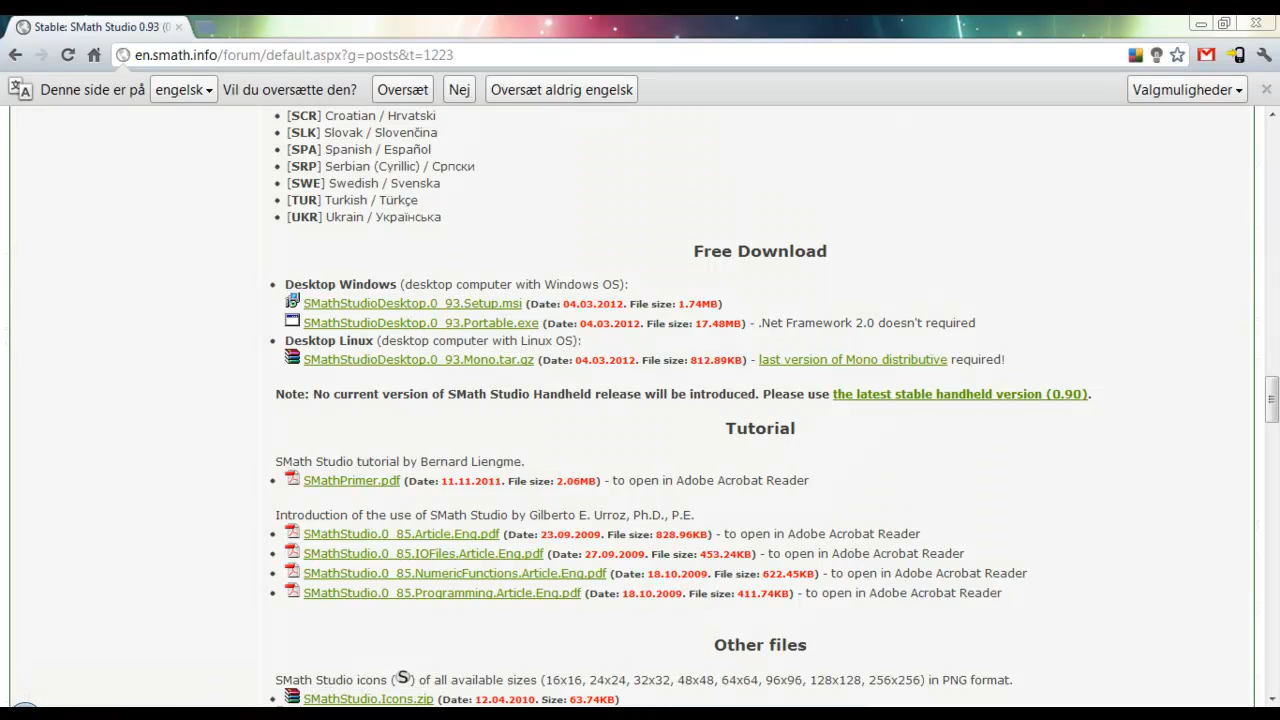 Stable: SMath Studio 0.93 (0
en.smath.info/forum/default.aspx?g=posts&t=1223
Denne side er på engelsk Vil du oversætte den? Oversæt Nej Oversæt aldrig engelsk Valgmuligheder
• [SCR] Croatian / Hrvatski
• [SLK] Slovak / Slovenčina
• [SPA] Spanish / Español
• [SRP] Serbian (Cyrillic) / Српски
• [SWE] Swedish / Svenska
• [TUR] Turkish / Türkçe
• [UKR] Ukrain / Українська
Free Download
• Desktop Windows (desktop computer with Windows OS):
SMathStudioDesktop.0_93.Setup.msi (Date: 04.03.2012. File size: 1.74MB)
SMathStudioDesktop.0_93.Portable.exe (Date: 04.03.2012. File size: 17.48MB) - .Net Framework 2.0 doesn't required
• Desktop Linux (desktop computer with Linux OS):
SMathStudioDesktop.0_93.Mono.tar.gz (Date: 04.03.2012. File size: 812.89KB) - last version of Mono distributive required!
Note: No current version of SMath Studio Handheld release will be introduced. Please use the latest stable handheld version (0.90).
Tutorial
SMath Studio tutorial by Bernard Liengme.
• SMathPrimer.pdf (Date: 11.11.2011. File size: 2.06MB) - to open in Adobe Acrobat Reader
Introduction of the use of SMath Studio by Gilberto E. Urroz, Ph.D., P.E.
• SMathStudio.0_85.Article.Eng.pdf (Date: 23.09.2009. File size: 828.96KB) - to open in Adobe Acrobat Reader
• SMathStudio.0_85.IOFiles.Article.Eng.pdf (Date: 27.09.2009. File size: 453.24KB) - to open in Adobe Acrobat Reader
• SMathStudio.0_85.NumericFunctions.Article.Eng.pdf (Date: 18.10.2009. File size: 622.45KB) - to open in Adobe Acrobat Reader
• SMathStudio.0_85.Programming.Article.Eng.pdf (Date: 18.10.2009. File size: 411.74KB) - to open in Adobe Acrobat Reader
Other files
SMath Studio icons (S) of all available sizes (16x16, 24x24, 32x32, 48x48, 64x64, 96x96, 128x128, 256x256) in PNG format.
• SMathStudio.Icons.zip (Date: 12.04.2010. Size: 63.74KB)